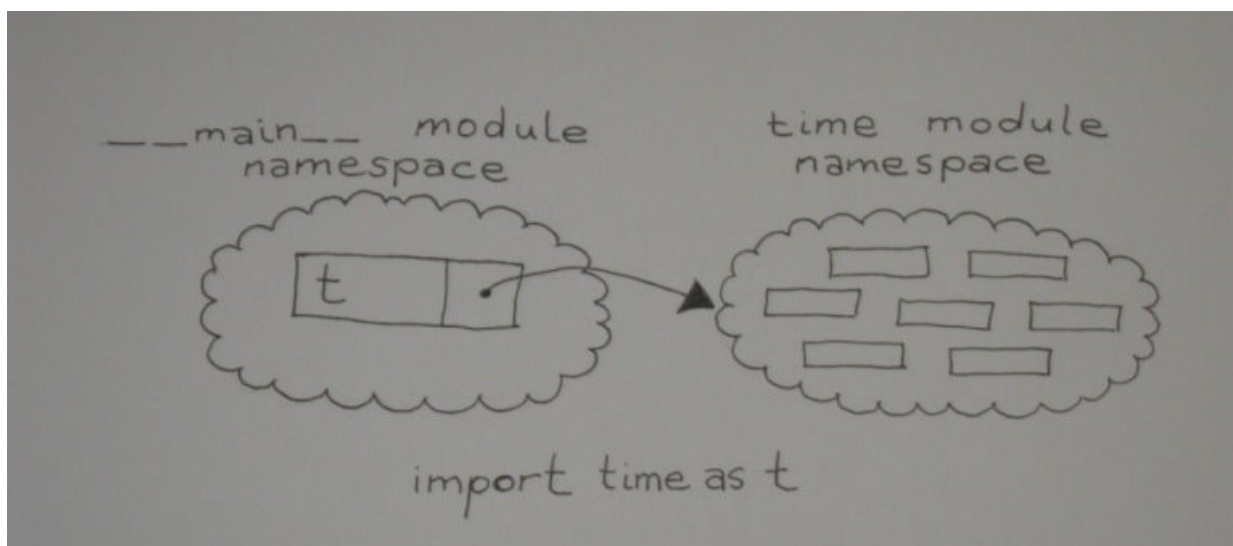 __main__ module
namespace
time module
namespace
t
import time as t